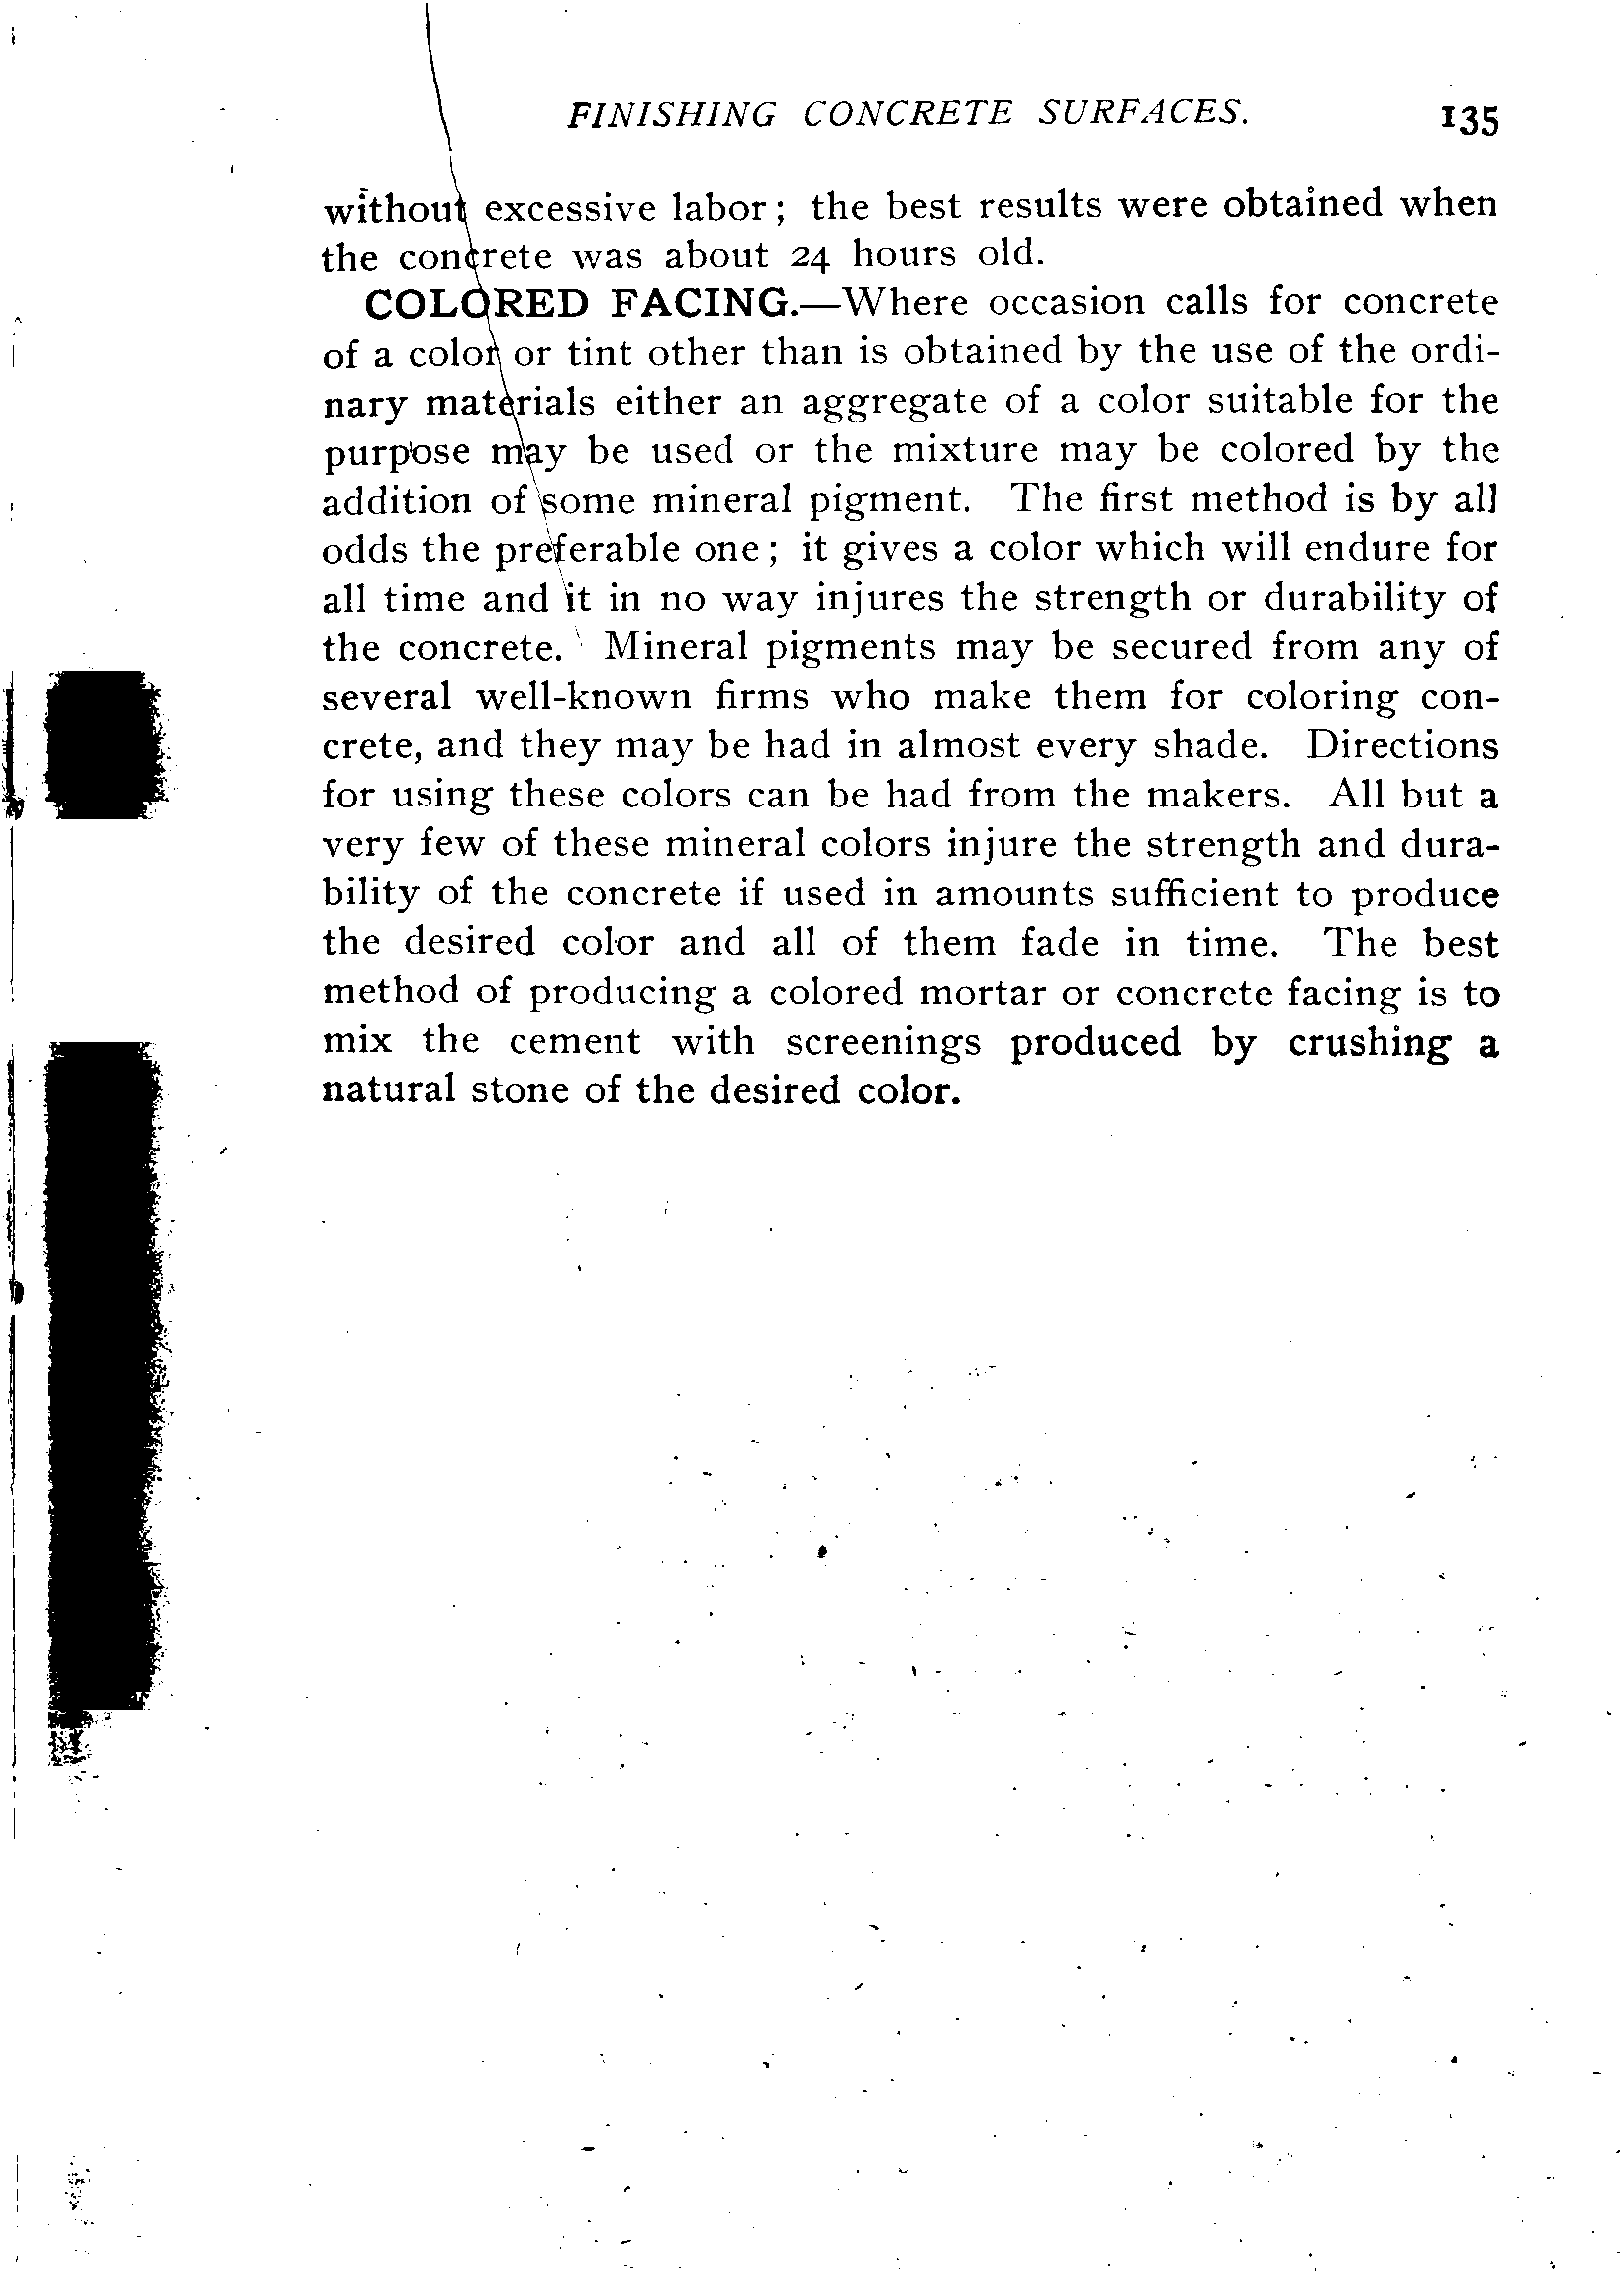 FINISHING CONCRETE SURFACES. 135
without excessive labor; the best results were obtained when
the concrete was about 24 hours old.
COLORED FACING.—Where occasion calls for concrete
of a color or tint other than is obtained by the use of the ordi-
nary materials either an aggregate of a color suitable for the
purpose may be used or the mixture may be colored by the
addition of some mineral pigment. The first method is by all
odds the preferable one; it gives a color which will endure for
all time and it in no way injures the strength or durability of
the concrete. Mineral pigments may be secured from any of
several well-known firms who make them for coloring con-
crete, and they may be had in almost every shade. Directions
for using these colors can be had from the makers. All but a
very few of these mineral colors injure the strength and dura-
bility of the concrete if used in amounts sufficient to produce
the desired color and all of them fade in time. The best
method of producing a colored mortar or concrete facing is to
mix the cement with screenings produced by crushing a
natural stone of the desired color.